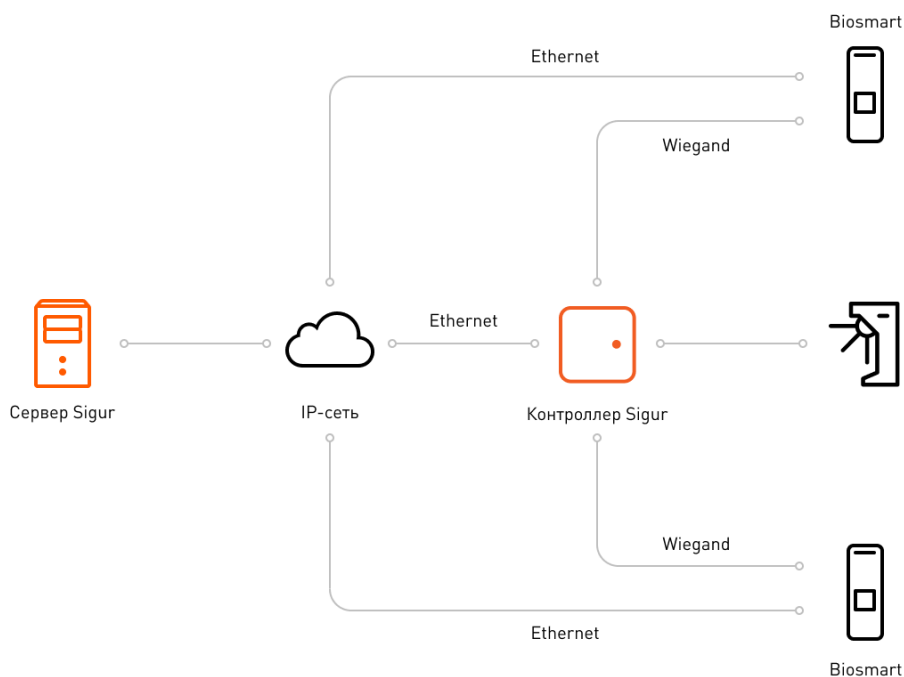 Biosmart
Ethernet
Wiegand
Ethernet
Сервер Sigur
IP-сеть
Контроллер Sigur
Wiegand
Ethernet
Biosmart